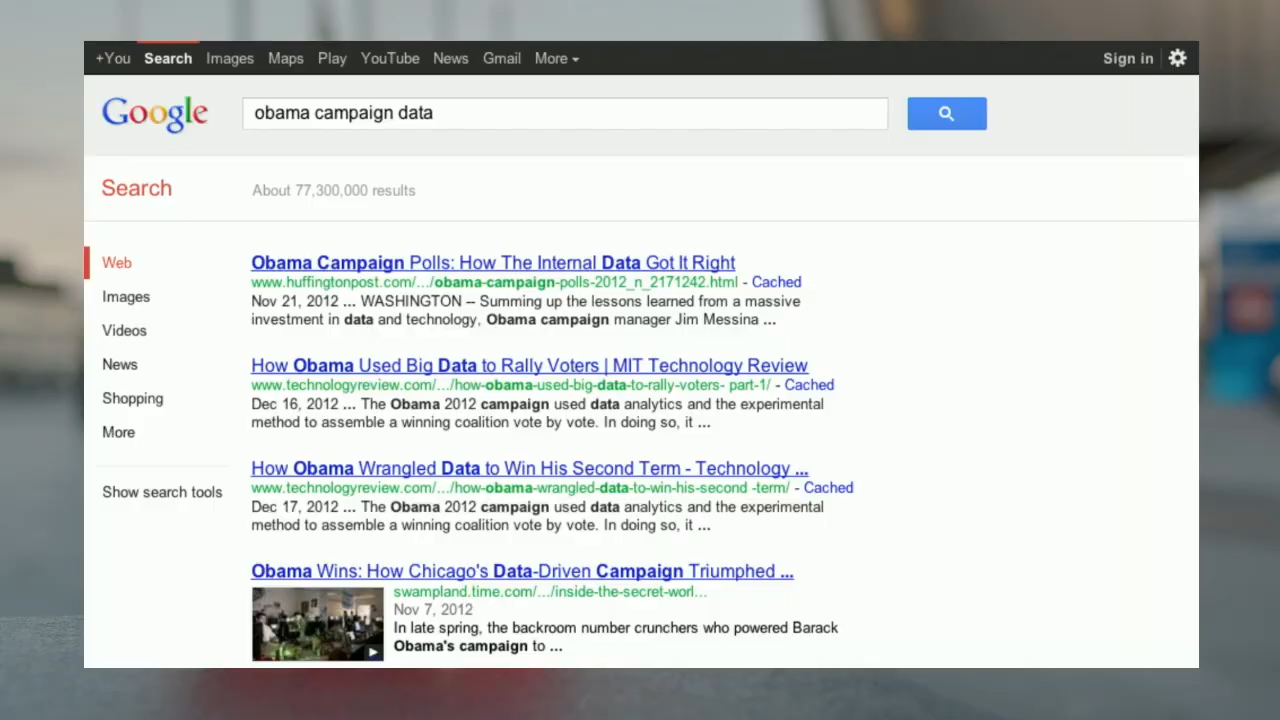 +You Search Images Maps Play YouTube News Gmail More Sign in
Google obama campaign data
Search About 77,300,000 results
Web
Images
Videos
News
Shopping
More
Show search tools
Obama Campaign Polls: How The Internal Data Got It Right
www.huffingtonpost.com/.../obama-campaign-polls-2012_n_2171242.html - Cached
Nov 21, 2012 ... WASHINGTON -- Summing up the lessons learned from a massive
investment in data and technology, Obama campaign manager Jim Messina ...
How Obama Used Big Data to Rally Voters | MIT Technology Review
www.technologyreview.com/.../how-obama-used-big-data-to-rally-voters- part-1/ - Cached
Dec 16, 2012 ... The Obama 2012 campaign used data analytics and the experimental
method to assemble a winning coalition vote by vote. In doing so, it ...
How Obama Wrangled Data to Win His Second Term - Technology ...
www.technologyreview.com/.../how-obama-wrangled-data-to-win-his-second -term/ - Cached
Dec 17, 2012 ... The Obama 2012 campaign used data analytics and the experimental
method to assemble a winning coalition vote by vote. In doing so, it ...
Obama Wins: How Chicago's Data-Driven Campaign Triumphed ...
swampland.time.com/.../inside-the-secret-worl...
Nov 7, 2012
In late spring, the backroom number crunchers who powered Barack
Obama's campaign to ...